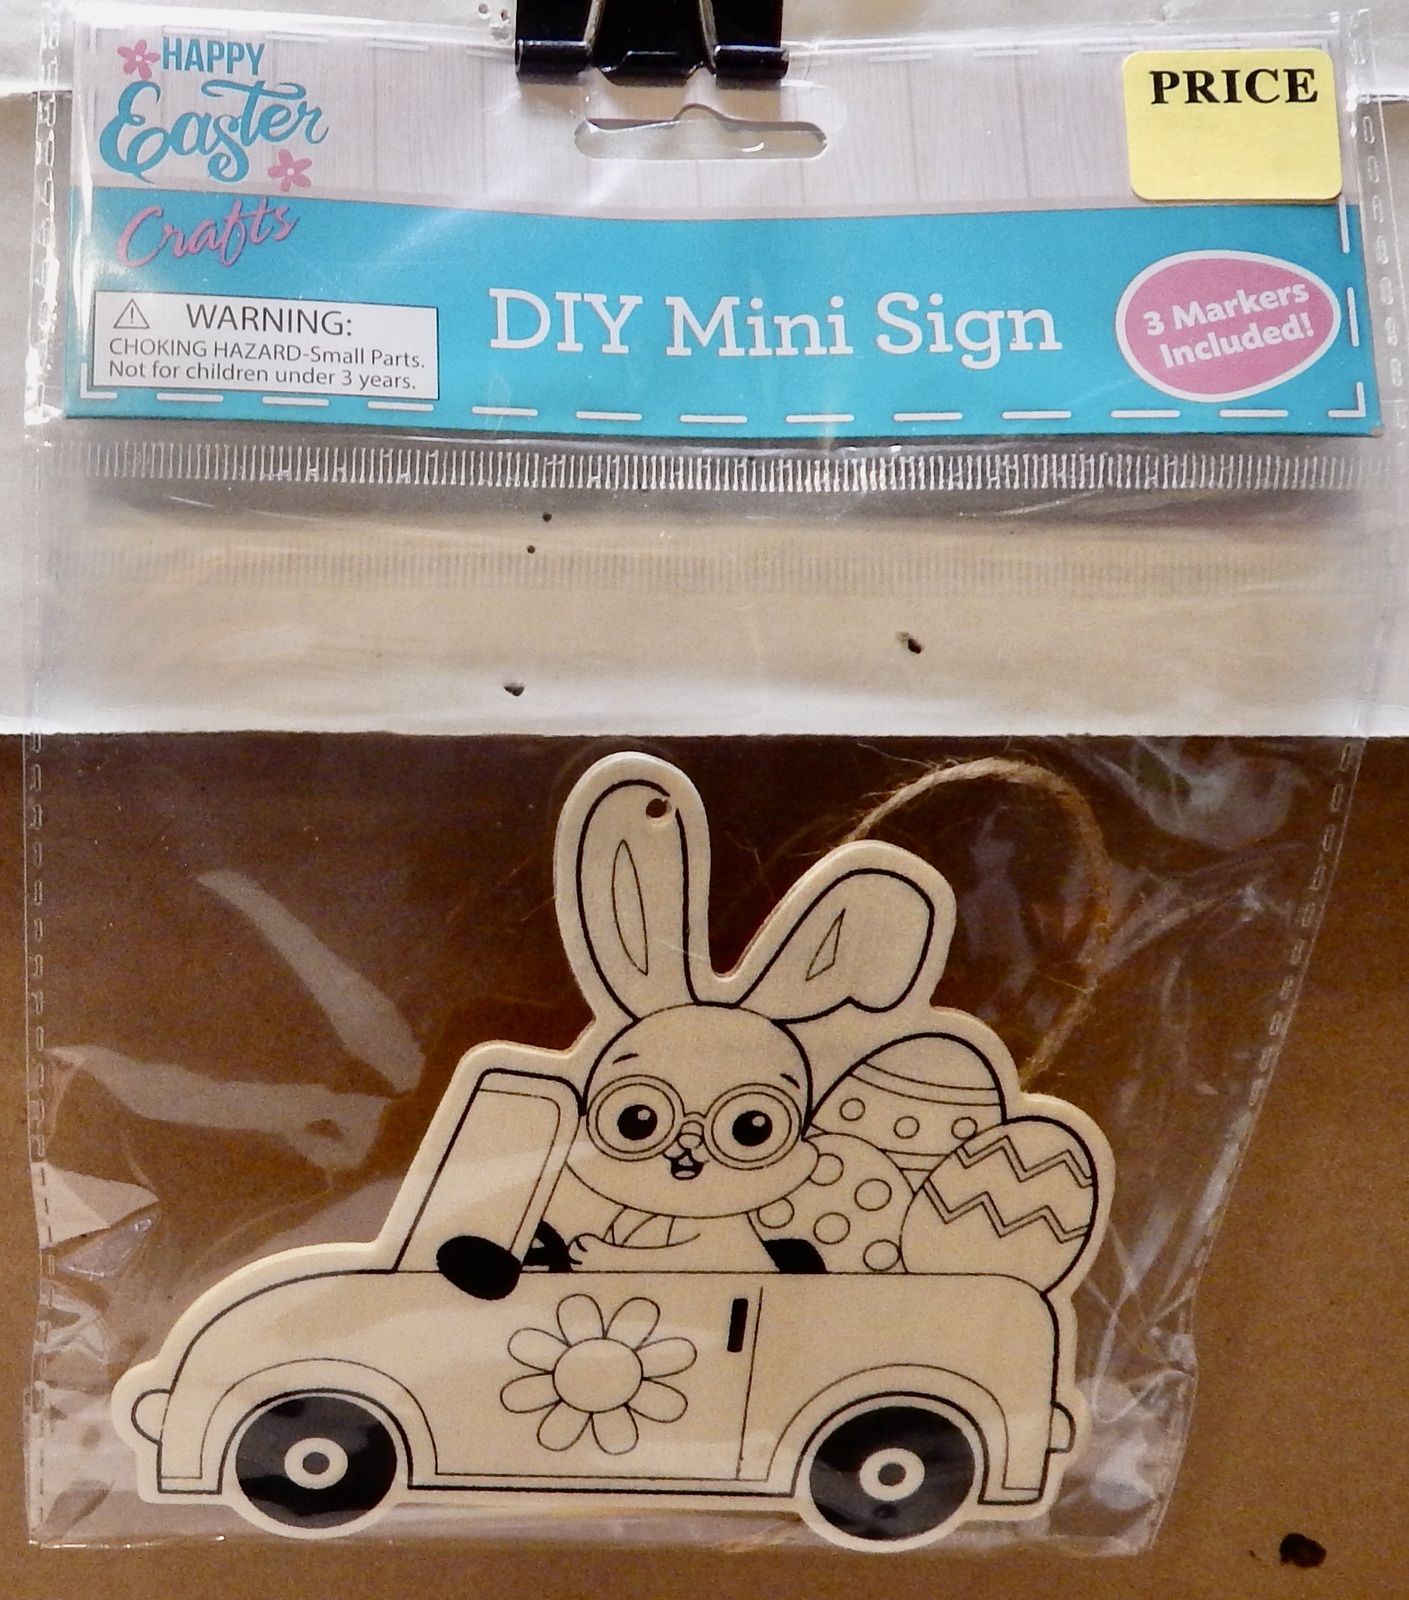 HAPPY
Easter
Crafts
PRICE
WARNING:
CHOKING HAZARD-Small Parts.
Not for children under 3 years.
DIY Mini Sign
3 Markers
Included!